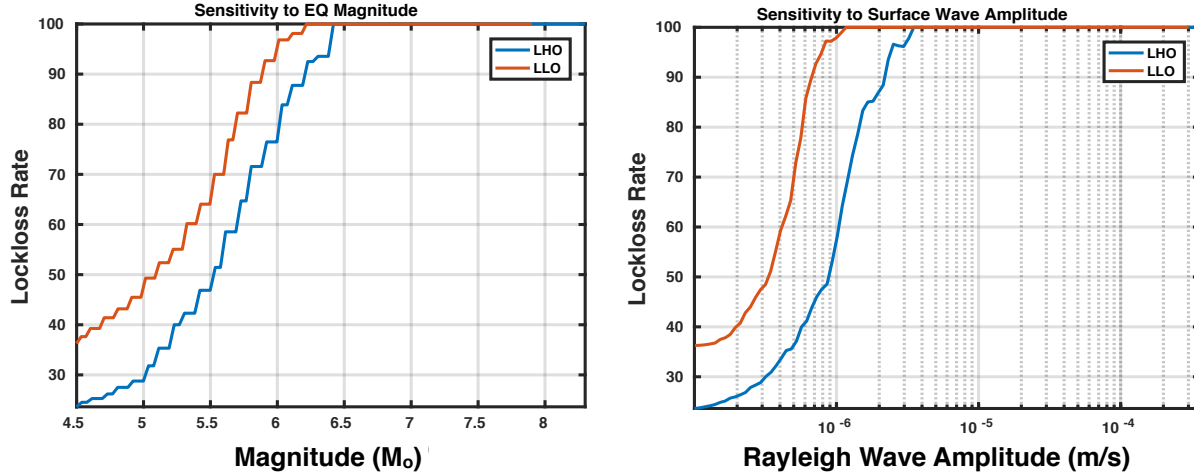 Sensitivity to EQ Magnitude
100
90
80
70
60
50
40
30
Lockloss Rate
LHO
LLO
4.5 5 5.5 6 6.5 7 7.5 8
Magnitude (Mo)
Sensitivity to Surface Wave Amplitude
100
90
80
70
60
50
40
30
Lockloss Rate
LHO
LLO
10-6 10-5 10-4
Rayleigh Wave Amplitude (m/s)